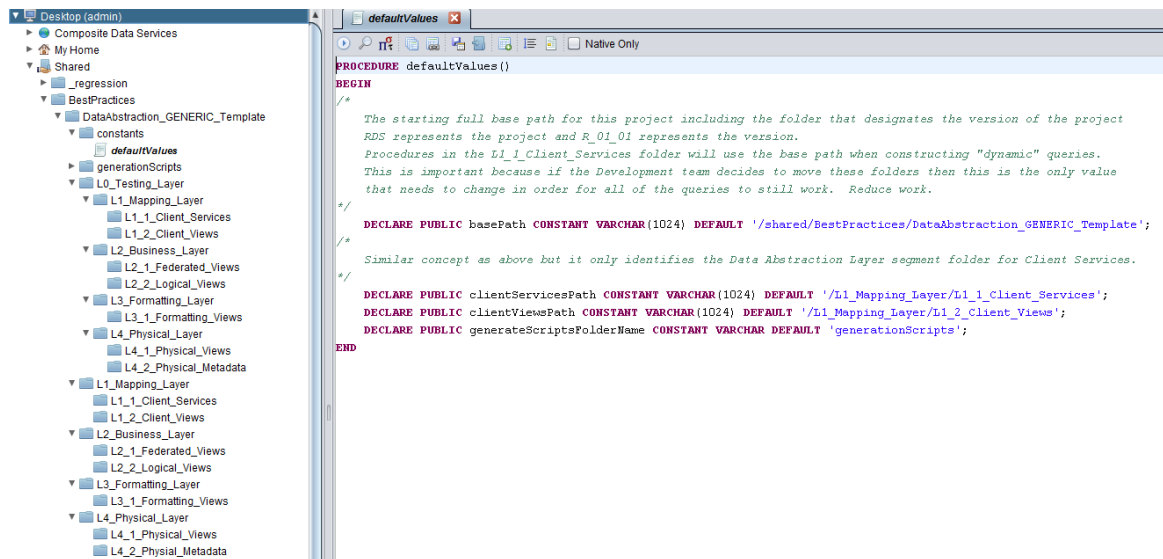 Desktop (admin)
Composite Data Services
My Home
Shared
_regression
BestPractices
DataAbstraction_GENERIC_Template
constants
defaultValues
generationScripts
L0_Testing_Layer
L1_Mapping_Layer
L1_1_Client_Services
L1_2_Client_Views
L2_Business_Layer
L2_1_Federated_Views
L2_2_Logical_Views
L3_Formatting_Layer
L3_1_Formatting_Views
L4_Physical_Layer
L4_1_Physical_Views
L4_2_Physical_Metadata
L1_Mapping_Layer
L1_1_Client_Services
L1_2_Client_Views
L2_Business_Layer
L2_1_Federated_Views
L2_2_Logical_Views
L3_Formatting_Layer
L3_1_Formatting_Views
L4_Physical_Layer
L4_1_Physical_Views
L4_2_Physial_Metadata
defaultValues
Native Only
PROCEDURE defaultValues()
BEGIN
/*
The starting full base path for this project including the folder that designates the version of the project
RDS represents the project and R_01_01 represents the version.
Procedures in the L1_1_Client_Services folder will use the base path when constructing "dynamic" queries.
This is important because if the Development team decides to move these folders then this is the only value
that needs to change in order for all of the queries to still work.  Reduce work.
*/
DECLARE PUBLIC basePath CONSTANT VARCHAR(1024) DEFAULT '/shared/BestPractices/DataAbstraction_GENERIC_Template';
/*
Similar concept as above but it only identifies the Data Abstraction Layer segment folder for Client Services.
*/
DECLARE PUBLIC clientServicesPath CONSTANT VARCHAR(1024) DEFAULT '/L1_Mapping_Layer/L1_1_Client_Services';
DECLARE PUBLIC clientViewsPath CONSTANT VARCHAR(1024) DEFAULT '/L1_Mapping_Layer/L1_2_Client_Views';
DECLARE PUBLIC generateScriptsFolderName CONSTANT VARCHAR DEFAULT 'generationScripts';
END